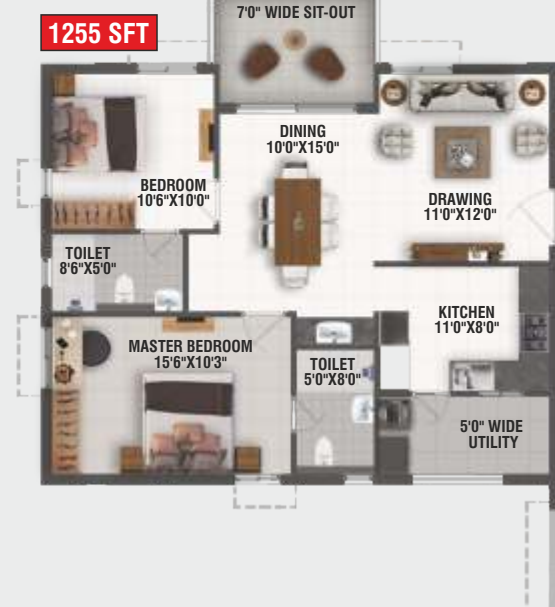 7'0" WIDE SIT-OUT
1255 SFT
DINING
10'0"X15'0"
BEDROOM
10'6"X10'0"
DRAWING
11'0"X12'0"
TOILET
8'6"X5'0"
KITCHEN
11'0"X8'0"
MASTER BEDROOM
15'6"X10'3"
TOILET
5'0"X8'0"
5'0" WIDE
UTILITY